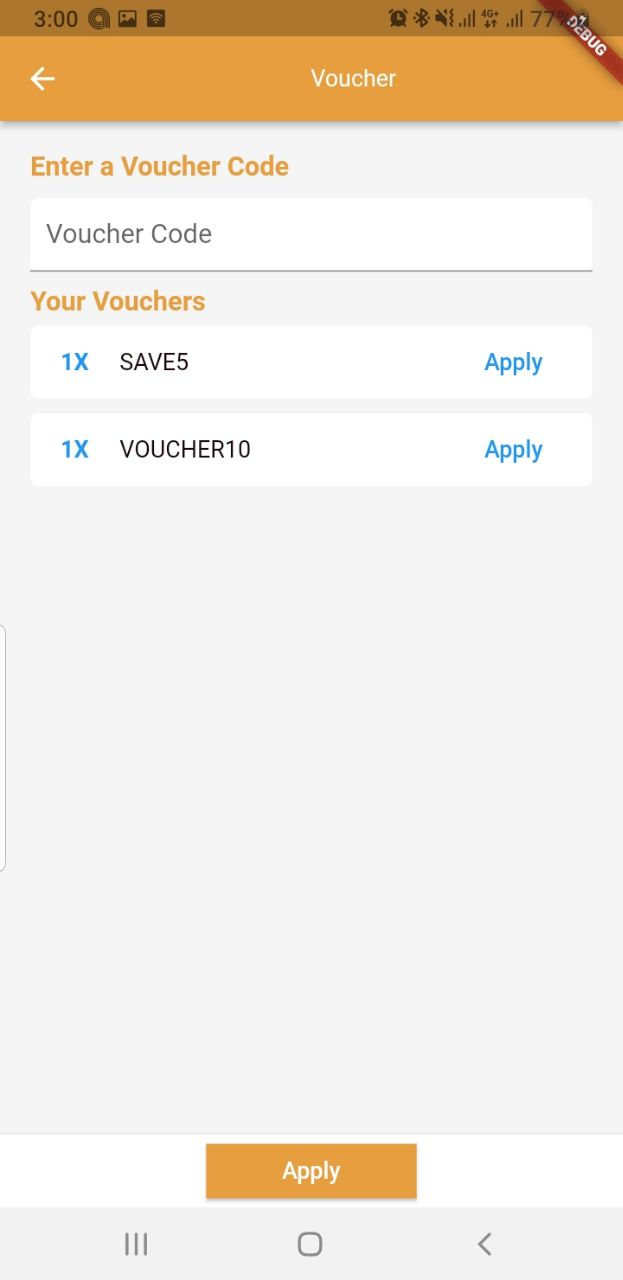 3:00 4G+ 77%
DEBUG
Voucher
Enter a Voucher Code
Voucher Code
Your Vouchers
1X SAVE5 Apply
1X VOUCHER10 Apply
Apply